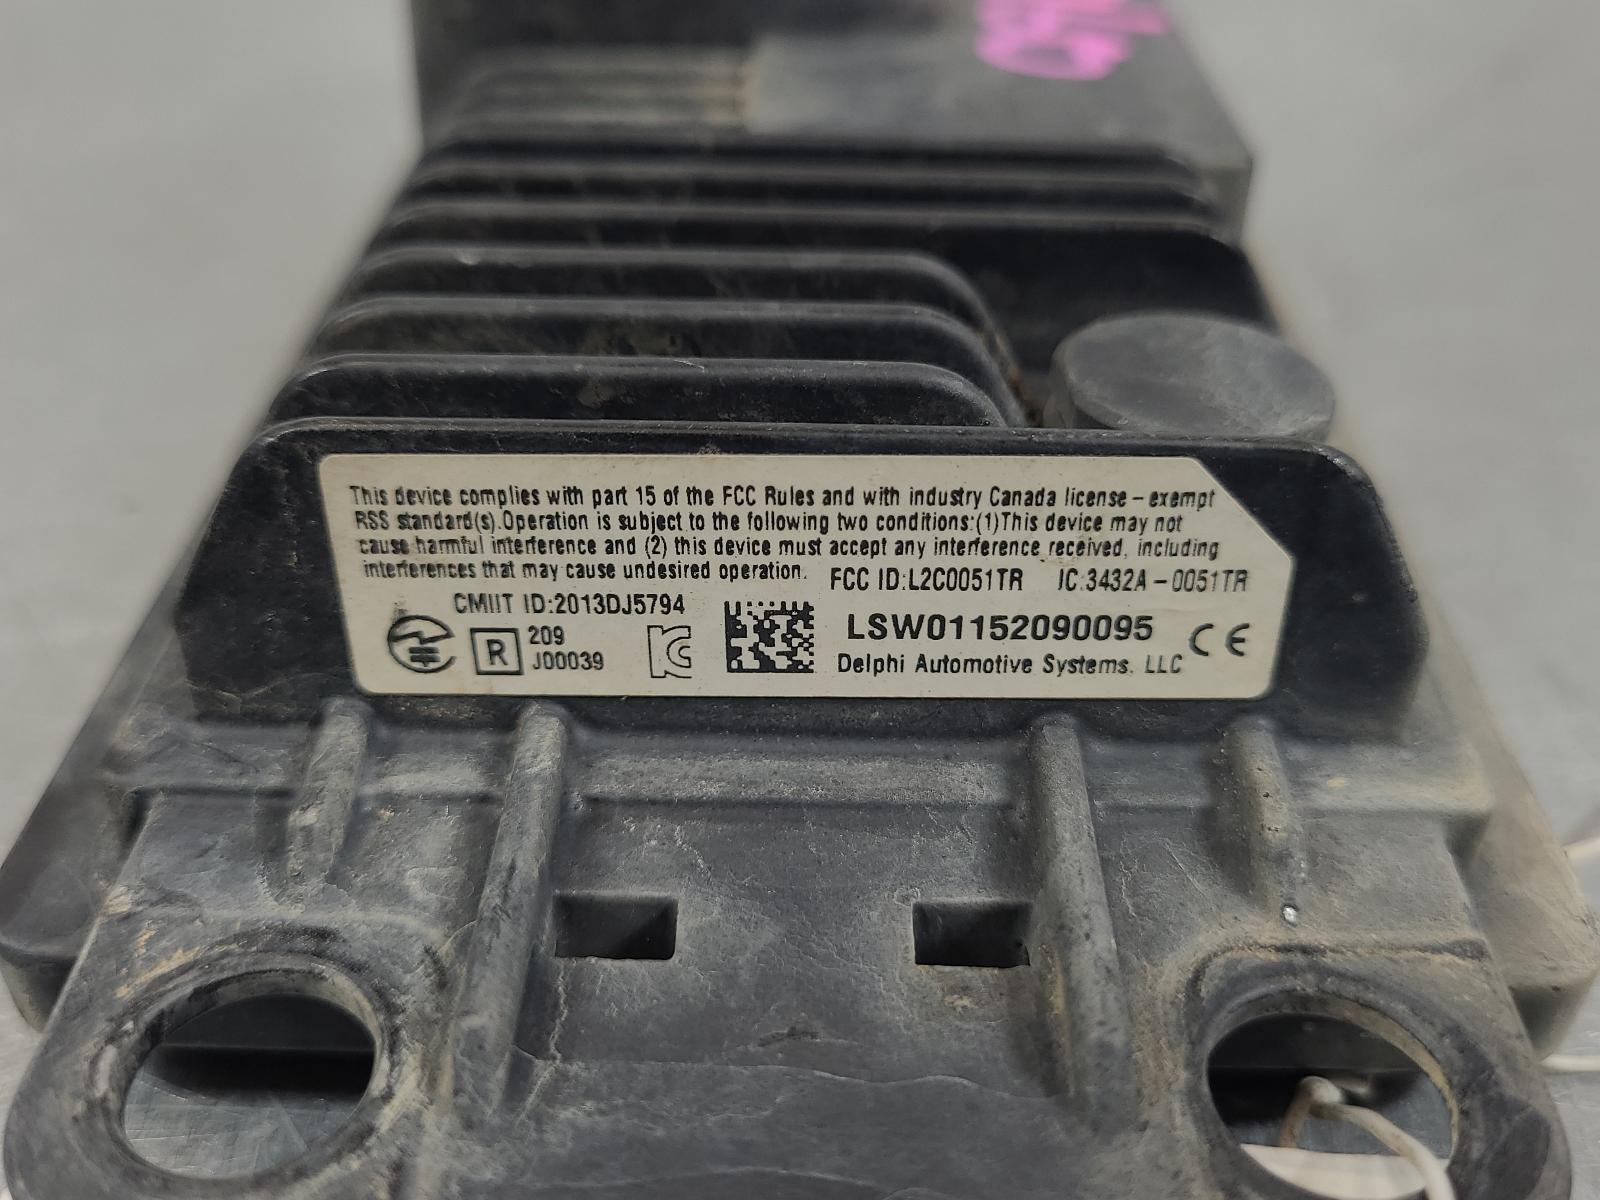 This device complies with part 15 of the FCC Rules and with industry Canada license - exempt
RSS standard(s).Operation is subject to the following two conditions:(1)This device may not
cause harmful interference and (2) this device must accept any interference received, including
interferences that may cause undesired operation. FCC ID:L2C0051TR IC:3432A-0051TR
CMIIT ID:2013DJ5794
R 209
J00039
LSW01152090095 CE
Delphi Automotive Systems. LLC